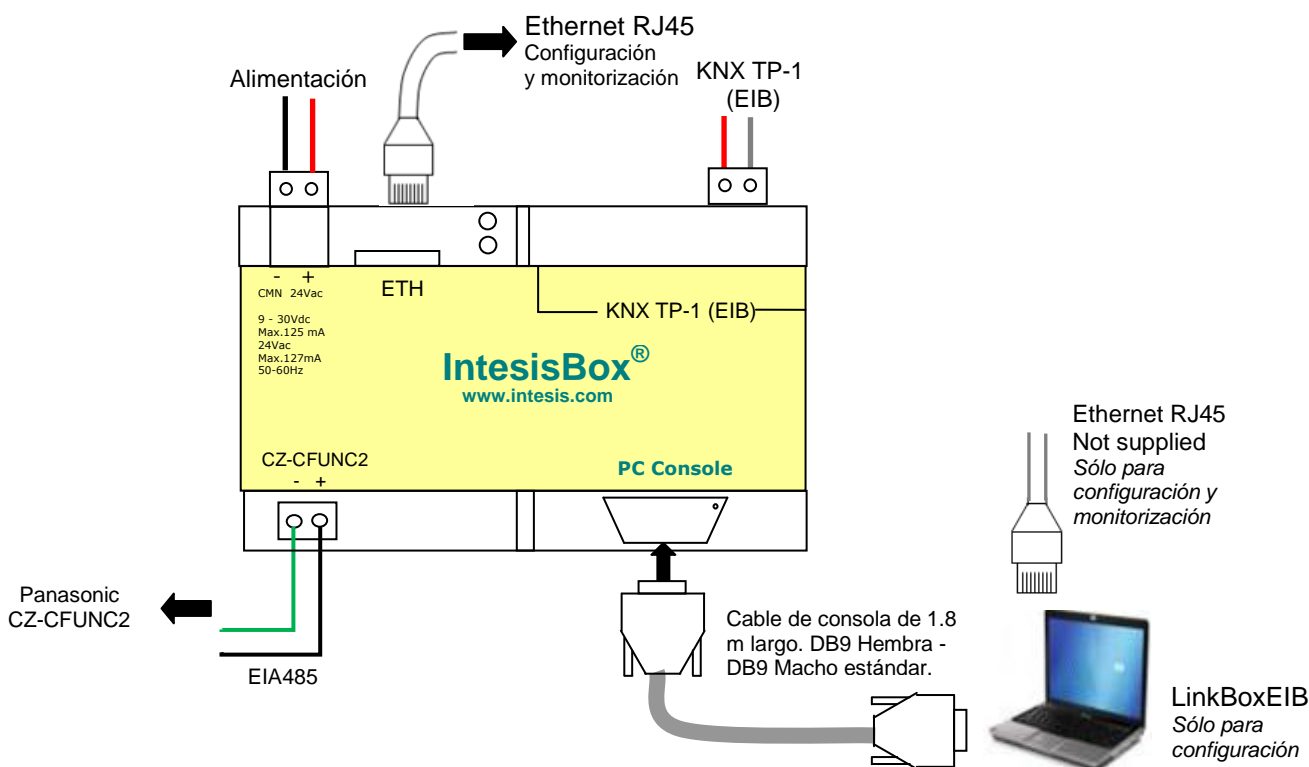 Ethernet RJ45
Configuración
y monitorización
Alimentación
KNX TP-1
(EIB)
- +
CMN 24Vac
ETH
KNX TP-1 (EIB)
9 - 30Vdc
Max.125 mA
24Vac
Max.127mA
50-60Hz
IntesisBox®
www.intesis.com
CZ-CFUNC2
- +
PC Console
Ethernet RJ45
Not supplied
Sólo para
configuración y
monitorización
Panasonic
CZ-CFUNC2
EIA485
Cable de consola de 1.8
m largo. DB9 Hembra -
DB9 Macho estándar.
LinkBoxEIB
Sólo para
configuración